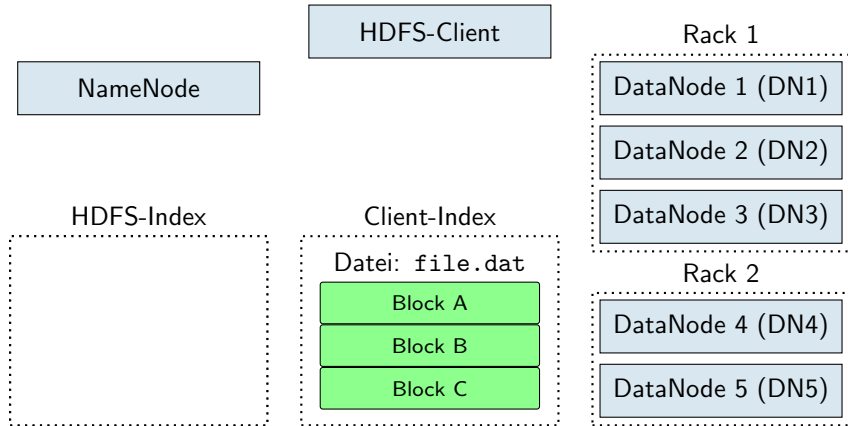 HDFS-Client
NameNode
HDFS-Index
Client-Index
Datei: file.dat
Block A
Block B
Block C
Rack 1
DataNode 1 (DN1)
DataNode 2 (DN2)
DataNode 3 (DN3)
Rack 2
DataNode 4 (DN4)
DataNode 5 (DN5)